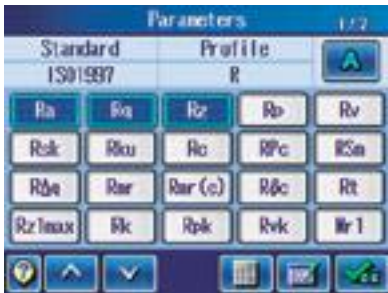 Parameters 1/2
Standard Profile
ISO1997 R
A
Ra Rq Rz Rp Rv
Rsk Rku Rc RPc RSm
RΔq Rmr Rmr(c) Rδc Rt
Rz1max Rk Rpk Rvk Mr1
?